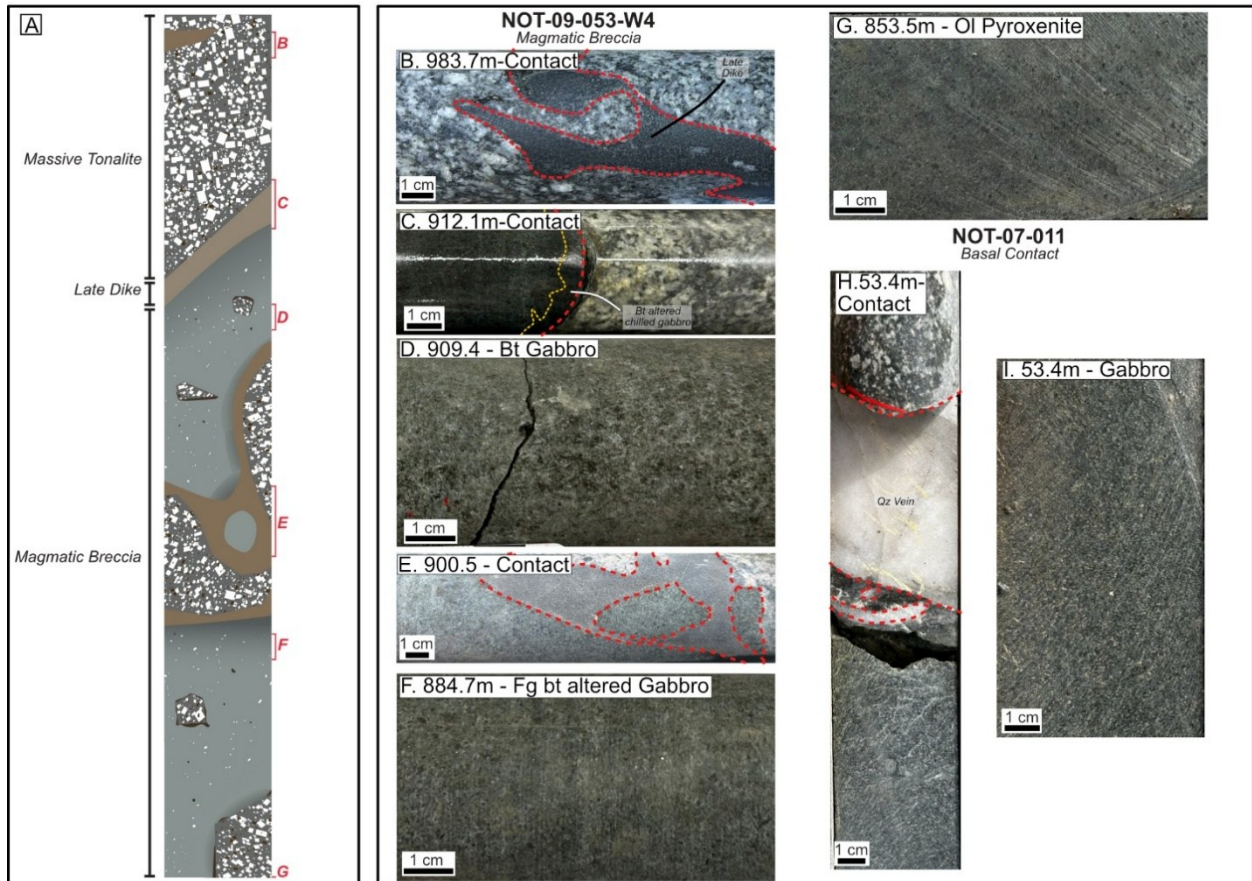 A
B
Massive Tonalite
C
Late Dike
D
E
Magmatic Breccia
F
G
NOT-09-053-W4
Magmatic Breccia
B. 983.7m-Contact
Late
Dike
1 cm
C. 912.1m-Contact
Bt altered
chilled gabbro
1 cm
D. 909.4 - Bt Gabbro
1 cm
E. 900.5 - Contact
1 cm
F. 884.7m - Fg bt altered Gabbro
1 cm
G. 853.5m - Ol Pyroxenite
1 cm
NOT-07-011
Basal Contact
H.53.4m-
Contact
Qz Vein
1 cm
I. 53.4m - Gabbro
1 cm